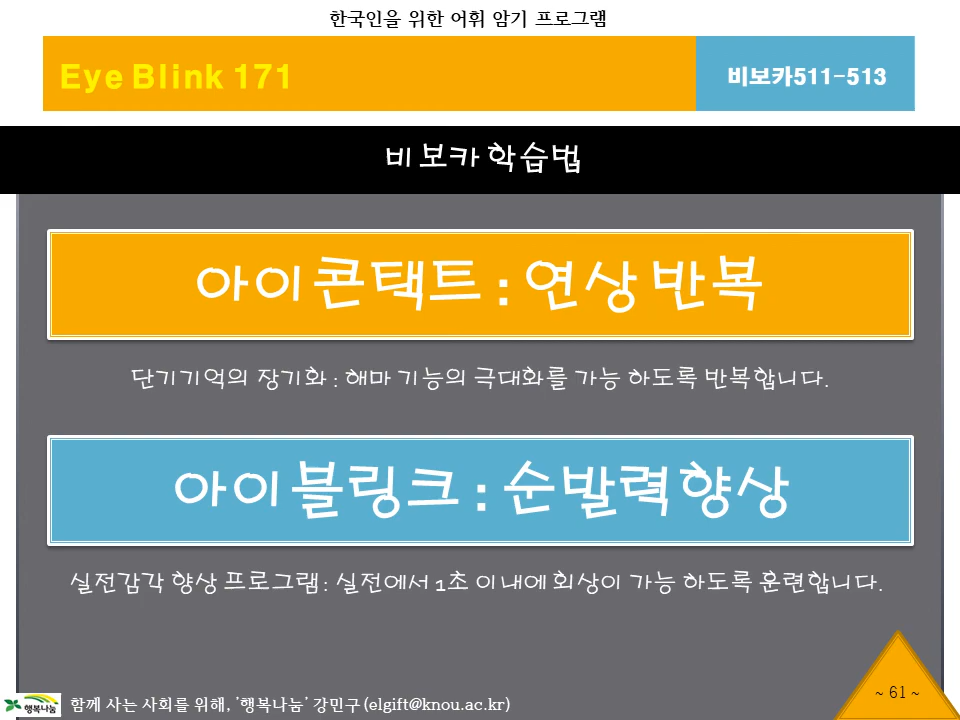 한국인을 위한 어휘 암기 프로그램
Eye Blink 171
비보카511-513
비보카 학습법
아이콘택트 : 연상 반복
단기기억의 장기화 : 해마 기능의 극대화를 가능 하도록 반복합니다.
아이블링크 : 순발력향상
실전감각 향상 프로그램 : 실전에서 1초 이내에 회상이 가능 하도록 훈련합니다.
~ 61 ~
행복나눔
함께 사는 사회를 위해, '행복나눔' 강민구 (elgift@knou.ac.kr)